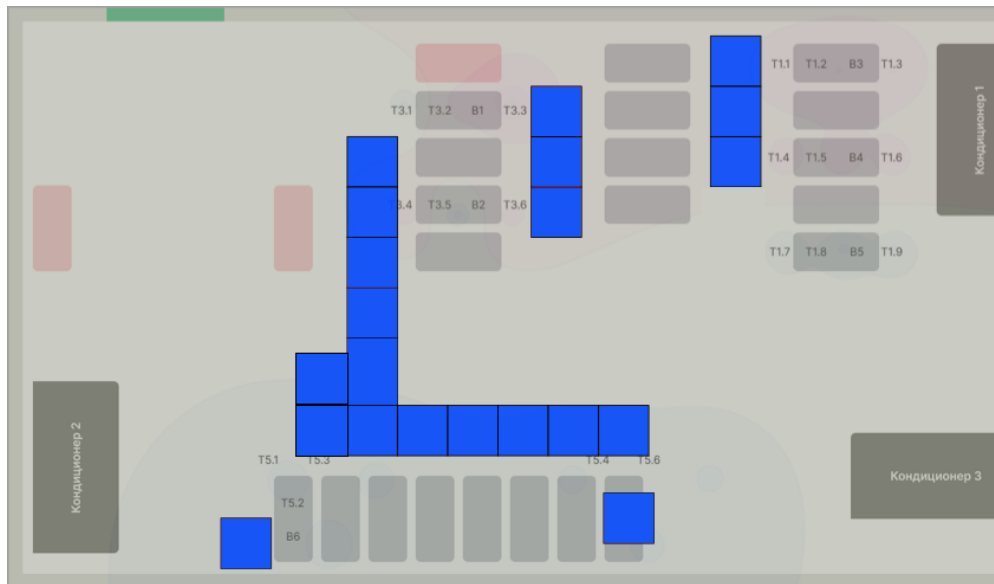 T1.1 T1.2 B3 T1.3
T3.1 T3.2 B1 T3.3
Кондиционер 1
T1.4 T1.5 B4 T1.6
3.4 T3.5 B2 T3.6
T1.7 T1.8 B5 T1.9
T5.1 T5.3 T5.4 T5.6
Кондиционер 2
Кондиционер 3
T5.2
B6